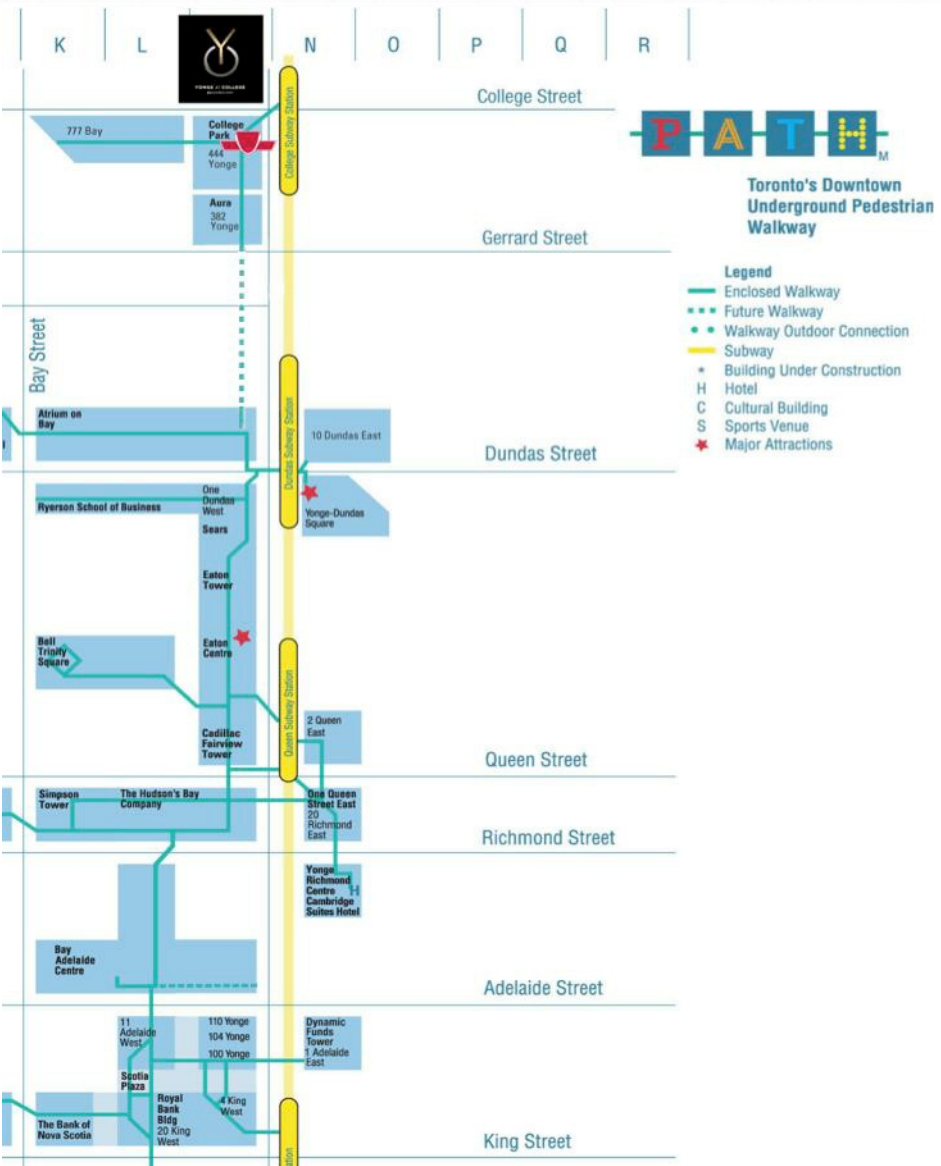 K
L
N
O
P
Q
R
YONGE AT COLLEGE
College Street
777 Bay
College
Park
444
Yonge
College Subway Station
PATH
M
Toronto's Downtown
Underground Pedestrian
Walkway
Aura
382
Yonge
Gerrard Street
Legend
Enclosed Walkway
Future Walkway
Walkway Outdoor Connection
Subway
* Building Under Construction
H Hotel
C Cultural Building
S Sports Venue
Major Attractions
Bay Street
Atrium on
Bay
10 Dundas East
Dundas Subway Station
Dundas Street
One
Dundas
West
Ryerson School of Business
Yonge-Dundas
Square
Sears
Eaton
Tower
Bell
Trinity
Square
Eaton
Centre
Queen Subway Station
2 Queen
East
Cadillac
Fairview
Tower
Queen Street
Simpson
Tower
The Hudson's Bay
Company
One Queen
Street East
20
Richmond
East
Richmond Street
Yonge
Richmond
Centre
Cambridge
Suites Hotel
H
Bay
Adelaide
Centre
Adelaide Street
11
Adelaide
West
110 Yonge
104 Yonge
100 Yonge
Dynamic
Funds
Tower
1 Adelaide
East
Scotia
Plaza
Royal
Bank
Bldg
20 King
West
4 King
West
The Bank of
Nova Scotia
King Street